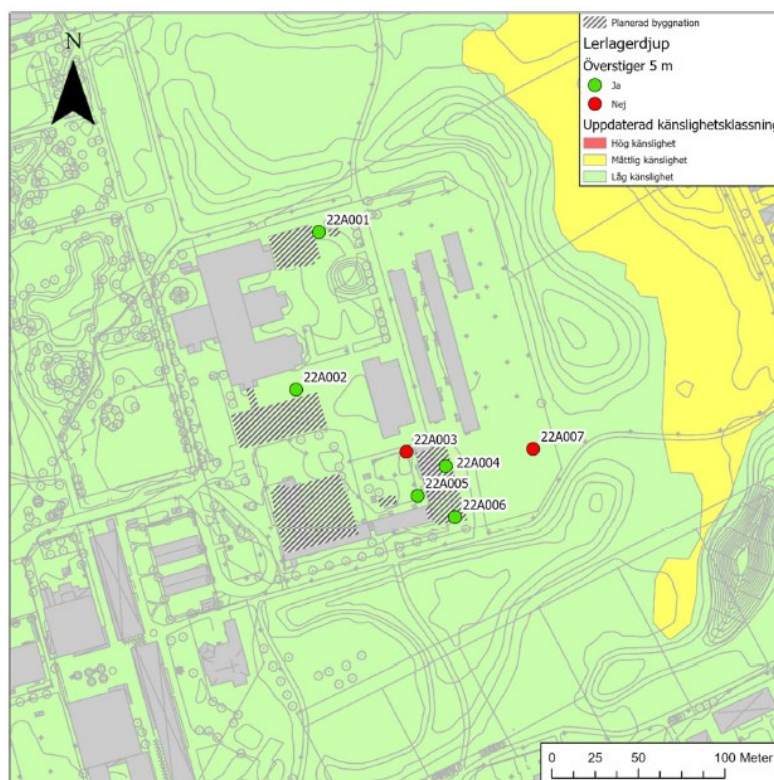 N
Planerad byggnation
Lerlagerdjup
Överstiger 5 m
Ja
Nej
Uppdaterad känslighetsklassning
Hög känslighet
Måttlig känslighet
Låg känslighet
22A001
22A002
22A003
22A007
22A004
22A005
22A006
0 25 50 100 Meter